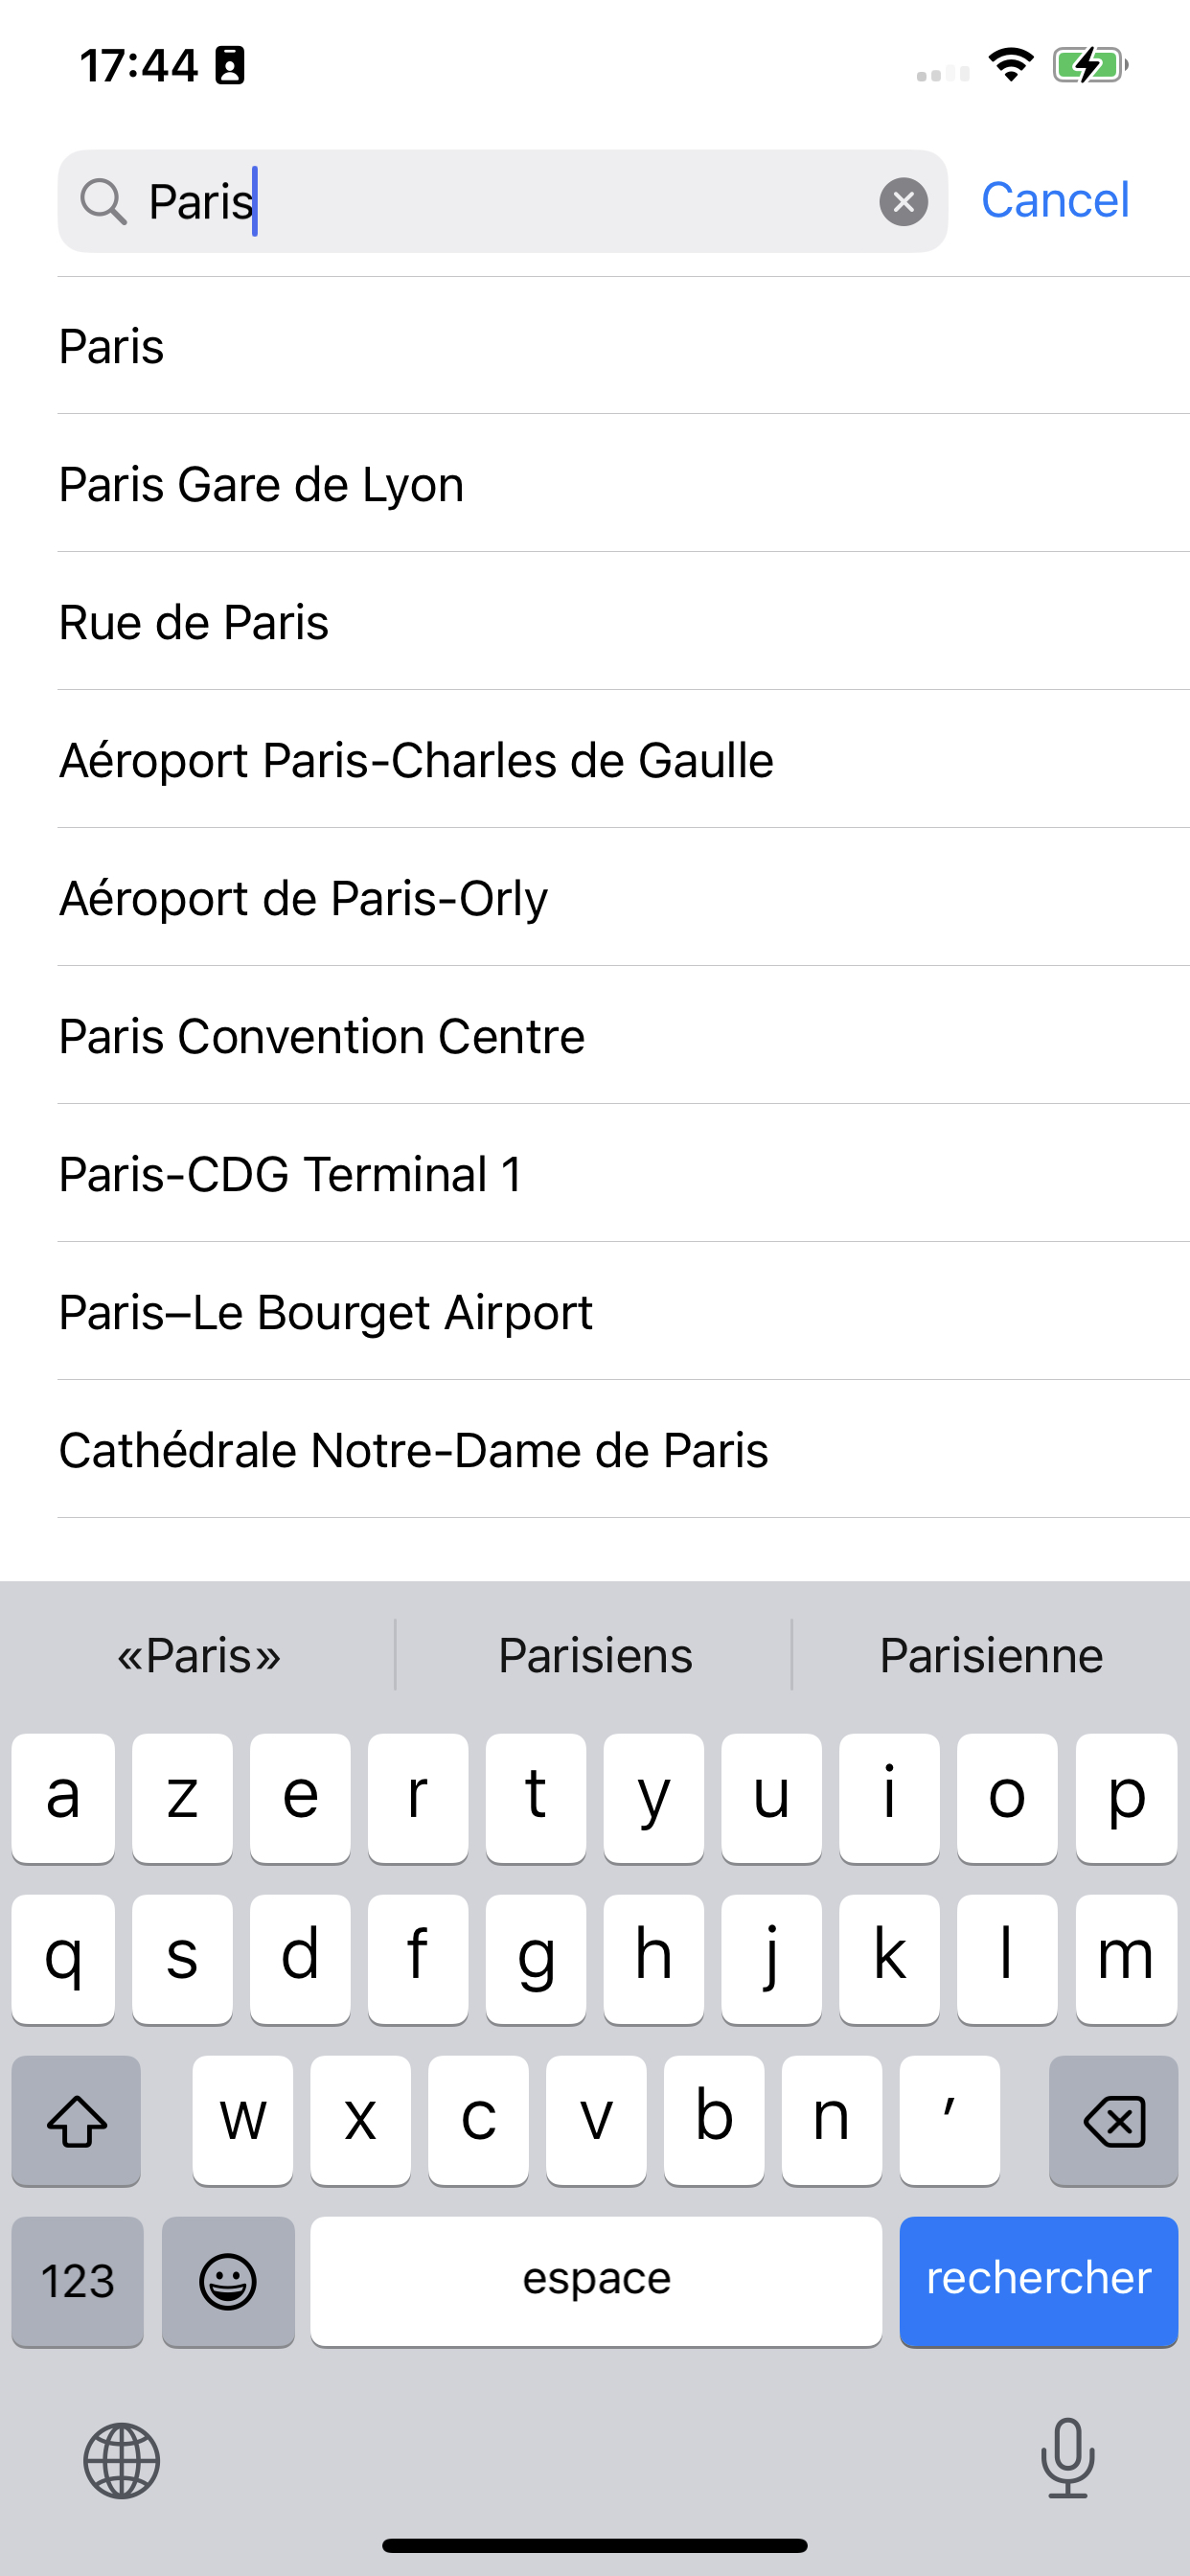 17:44
Paris
Cancel
Paris
Paris Gare de Lyon
Rue de Paris
Aéroport Paris-Charles de Gaulle
Aéroport de Paris-Orly
Paris Convention Centre
Paris-CDG Terminal 1
Paris–Le Bourget Airport
Cathédrale Notre-Dame de Paris
«Paris» Parisiens Parisienne
a z e r t y u i o p
q s d f g h j k l m
w x c v b n ′
123 espace rechercher